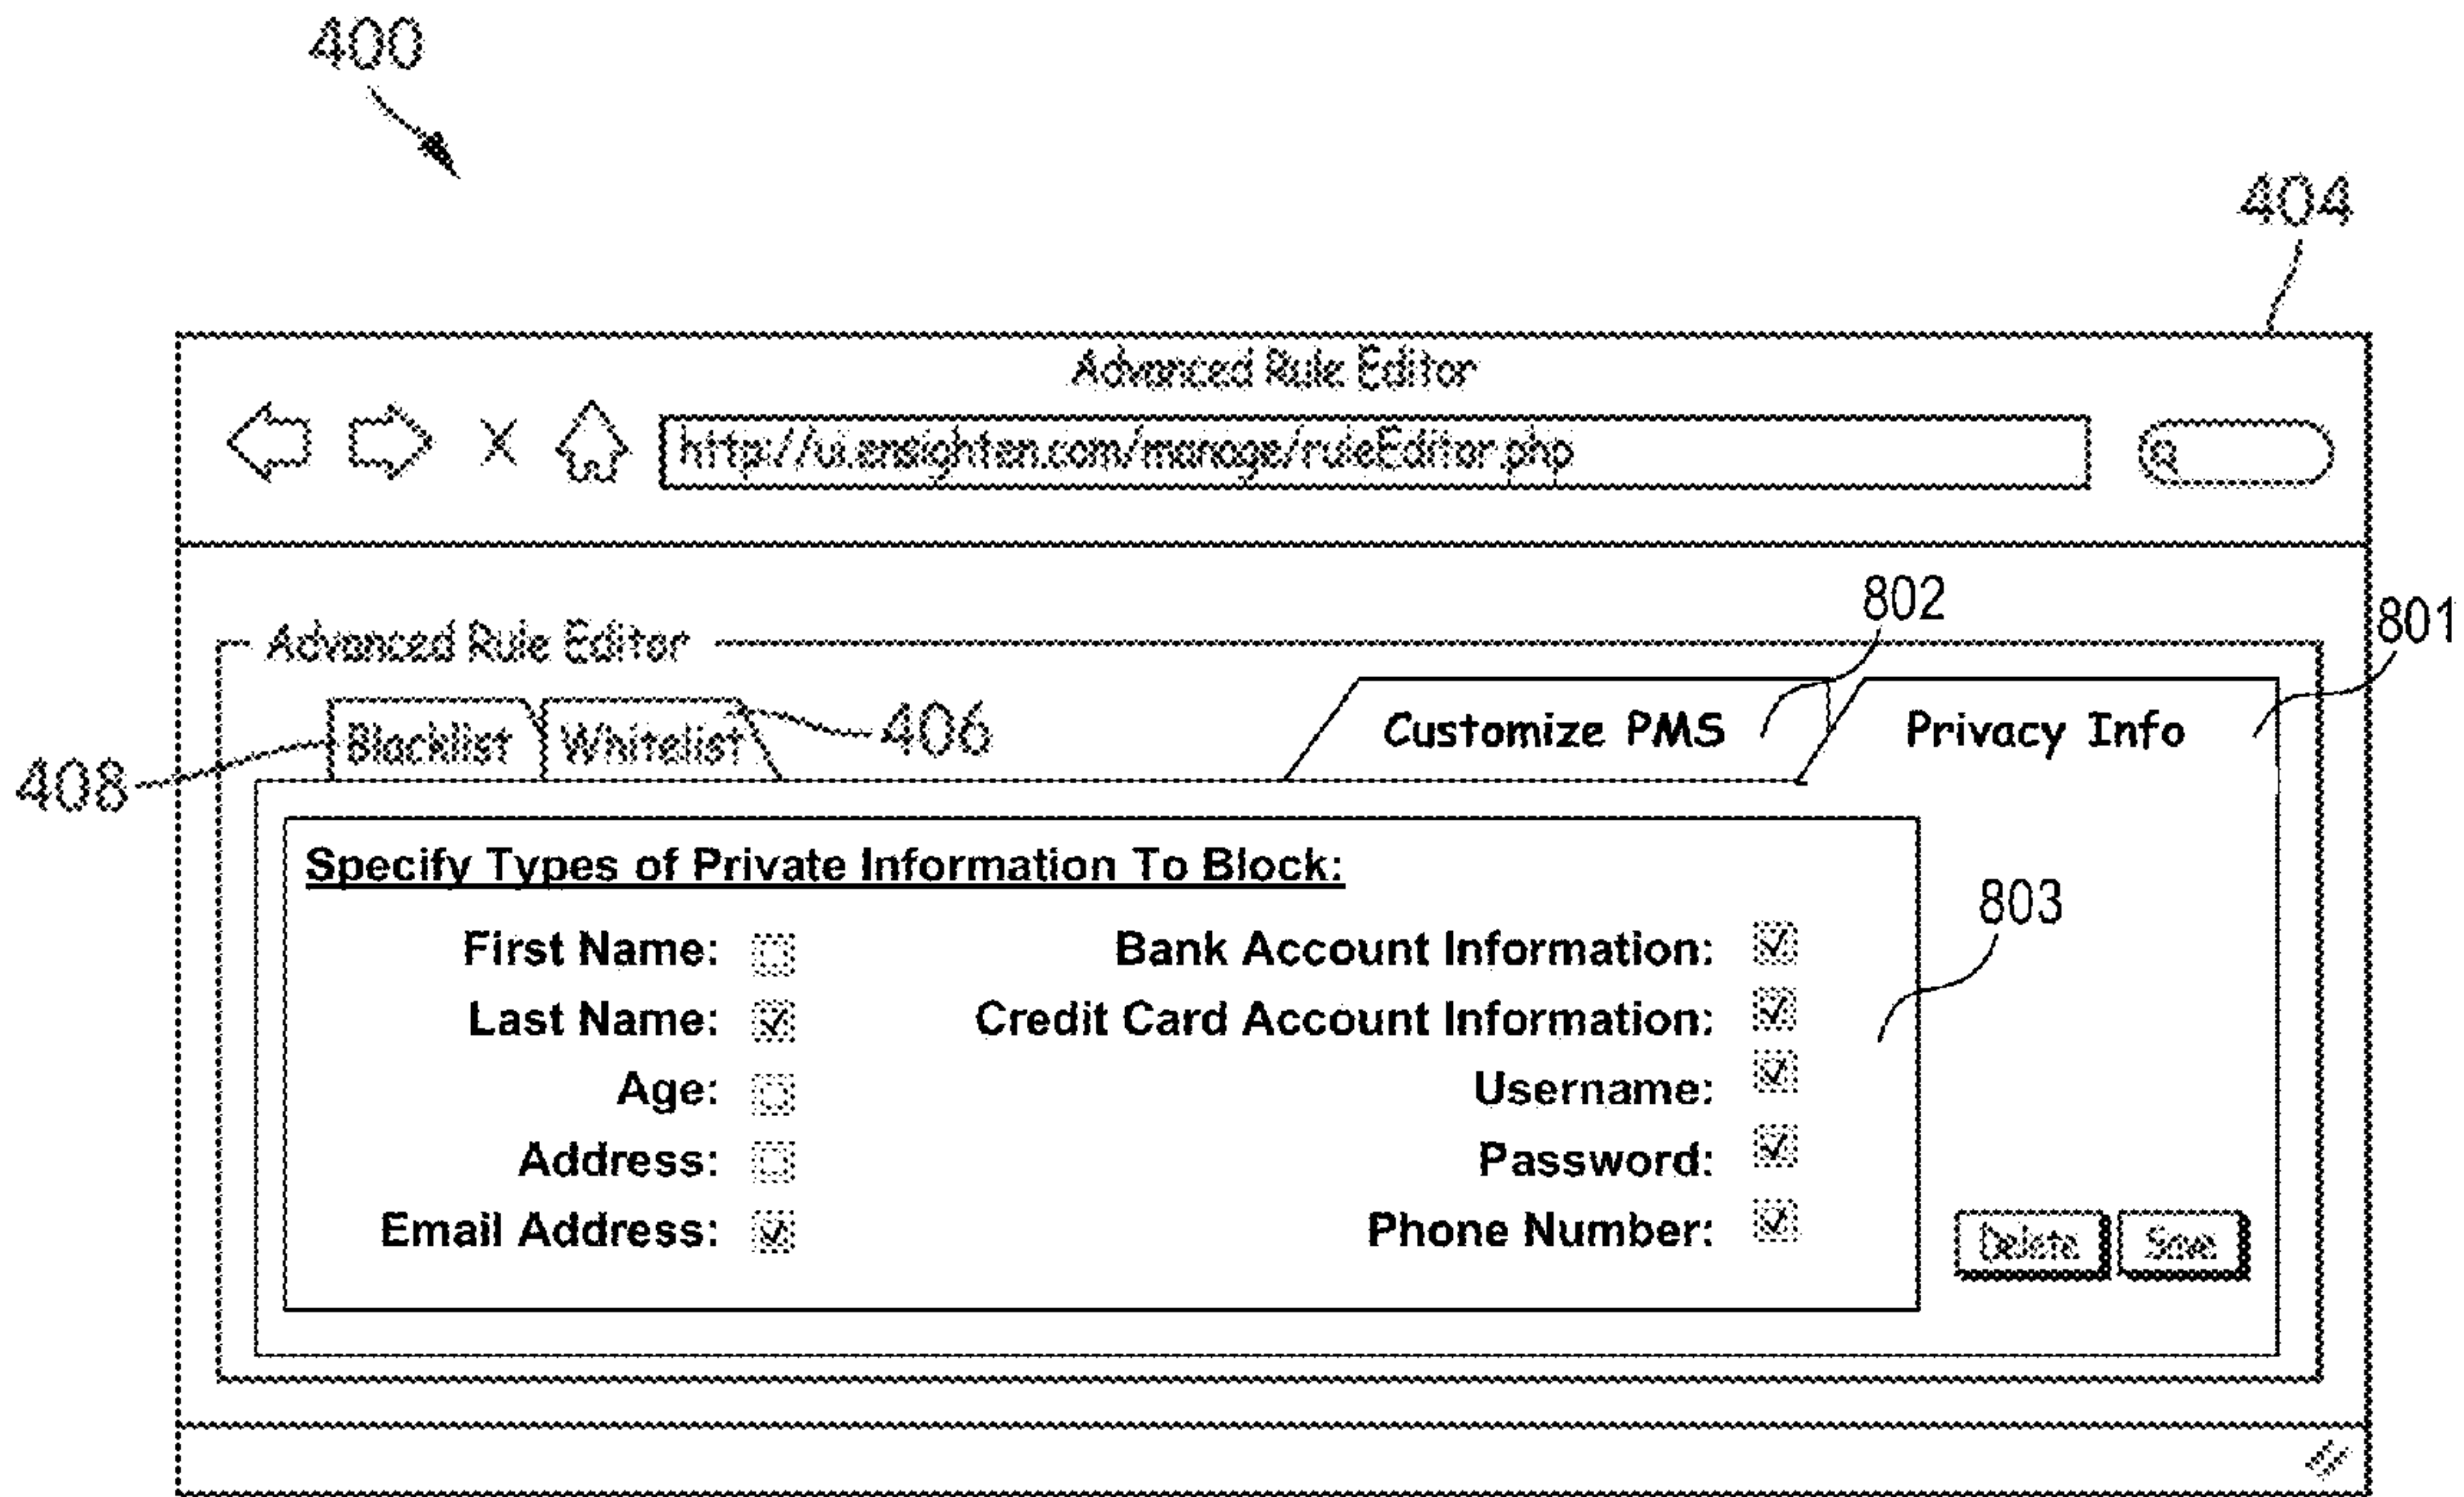 400
404
Advanced Rule Editor
http://ui.ensighten.com/manage/ruleEditor.php
802
801
Advanced Rule Editor
Blacklist Whitelist 406 Customize PMS Privacy Info
408
Specify Types of Private Information To Block:
803
First Name: Bank Account Information:
Last Name: Credit Card Account Information:
Age: Username:
Address: Password:
Email Address: Phone Number:
Delete Save